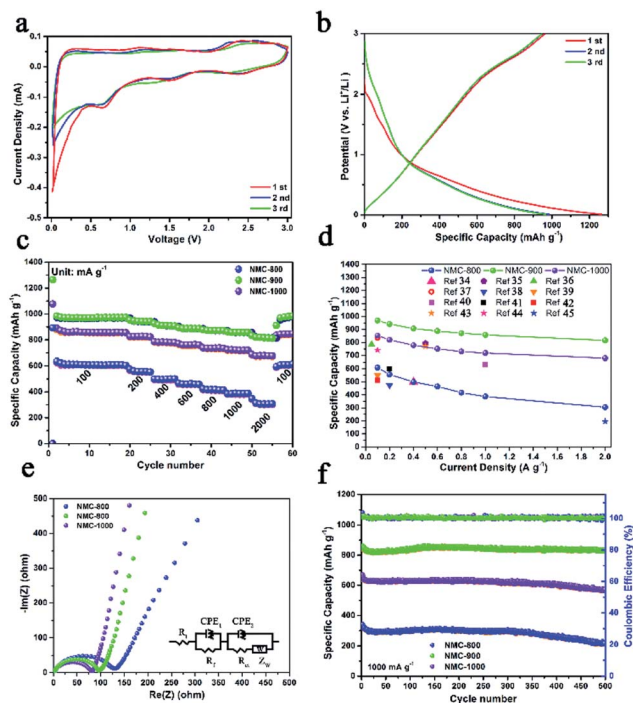 a
0.1
0.0
-0.1
-0.2
-0.3
-0.4
-0.5
Current Density (mA)
1 st
2 nd
3 rd
0.0 0.5 1.0 1.5 2.0 2.5 3.0
Voltage (V)
b
3
2
1
0
Potential (V vs. Li⁺/Li)
1 st
2 nd
3 rd
0 200 400 600 800 1000 1200
Specific Capacity (mAh g⁻¹)
c
1400
1200
1000
800
600
400
200
0
Specific Capacity (mAh g⁻¹)
Unit: mA g⁻¹
NMC-800
NMC-900
NMC-1000
100 200 400 600 800 1000 2000 100
0 10 20 30 40 50 60
Cycle number
d
1400
1300
1200
1100
1000
900
800
700
600
500
400
300
200
100
0
Specific Capacity (mAh g⁻¹)
NMC-800 NMC-900 NMC-1000
Ref 34 Ref 35 Ref 36
Ref 37 Ref 38 Ref 39
Ref 40 Ref 41 Ref 42
Ref 43 Ref 44 Ref 45
0.0 0.2 0.4 0.6 0.8 1.0 1.2 1.4 1.6 1.8 2.0
Current Density (A g⁻¹)
e
500
400
300
200
100
0
-Im(Z) (ohm)
NMC-800
NMC-1000
CPE₁ CPE₂
W
0 50 100 150 200 250 300 350 400 450 500
Re(Z) (ohm)
f
1200
1000
800
600
400
200
0
Specific Capacity (mAh g⁻¹)
NMC-800
NMC-900
NMC-1000
1000 mA g⁻¹
100
80
60
40
20
0
Coulombic Efficiency (%)
0 100 200 300 400 500
Cycle number